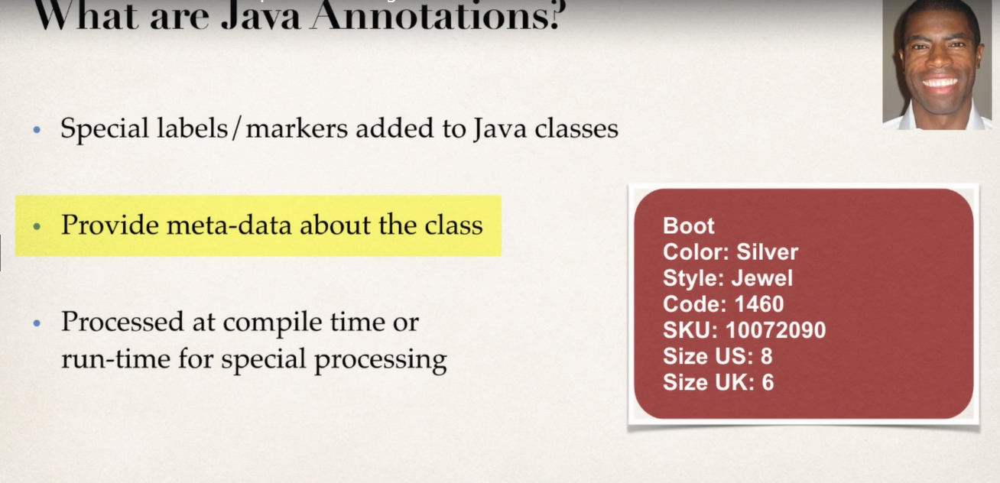 What are Java Annotations?
• Special labels/markers added to Java classes
• Provide meta-data about the class
• Processed at compile time or
run-time for special processing
Boot
Color: Silver
Style: Jewel
Code: 1460
SKU: 10072090
Size US: 8
Size UK: 6